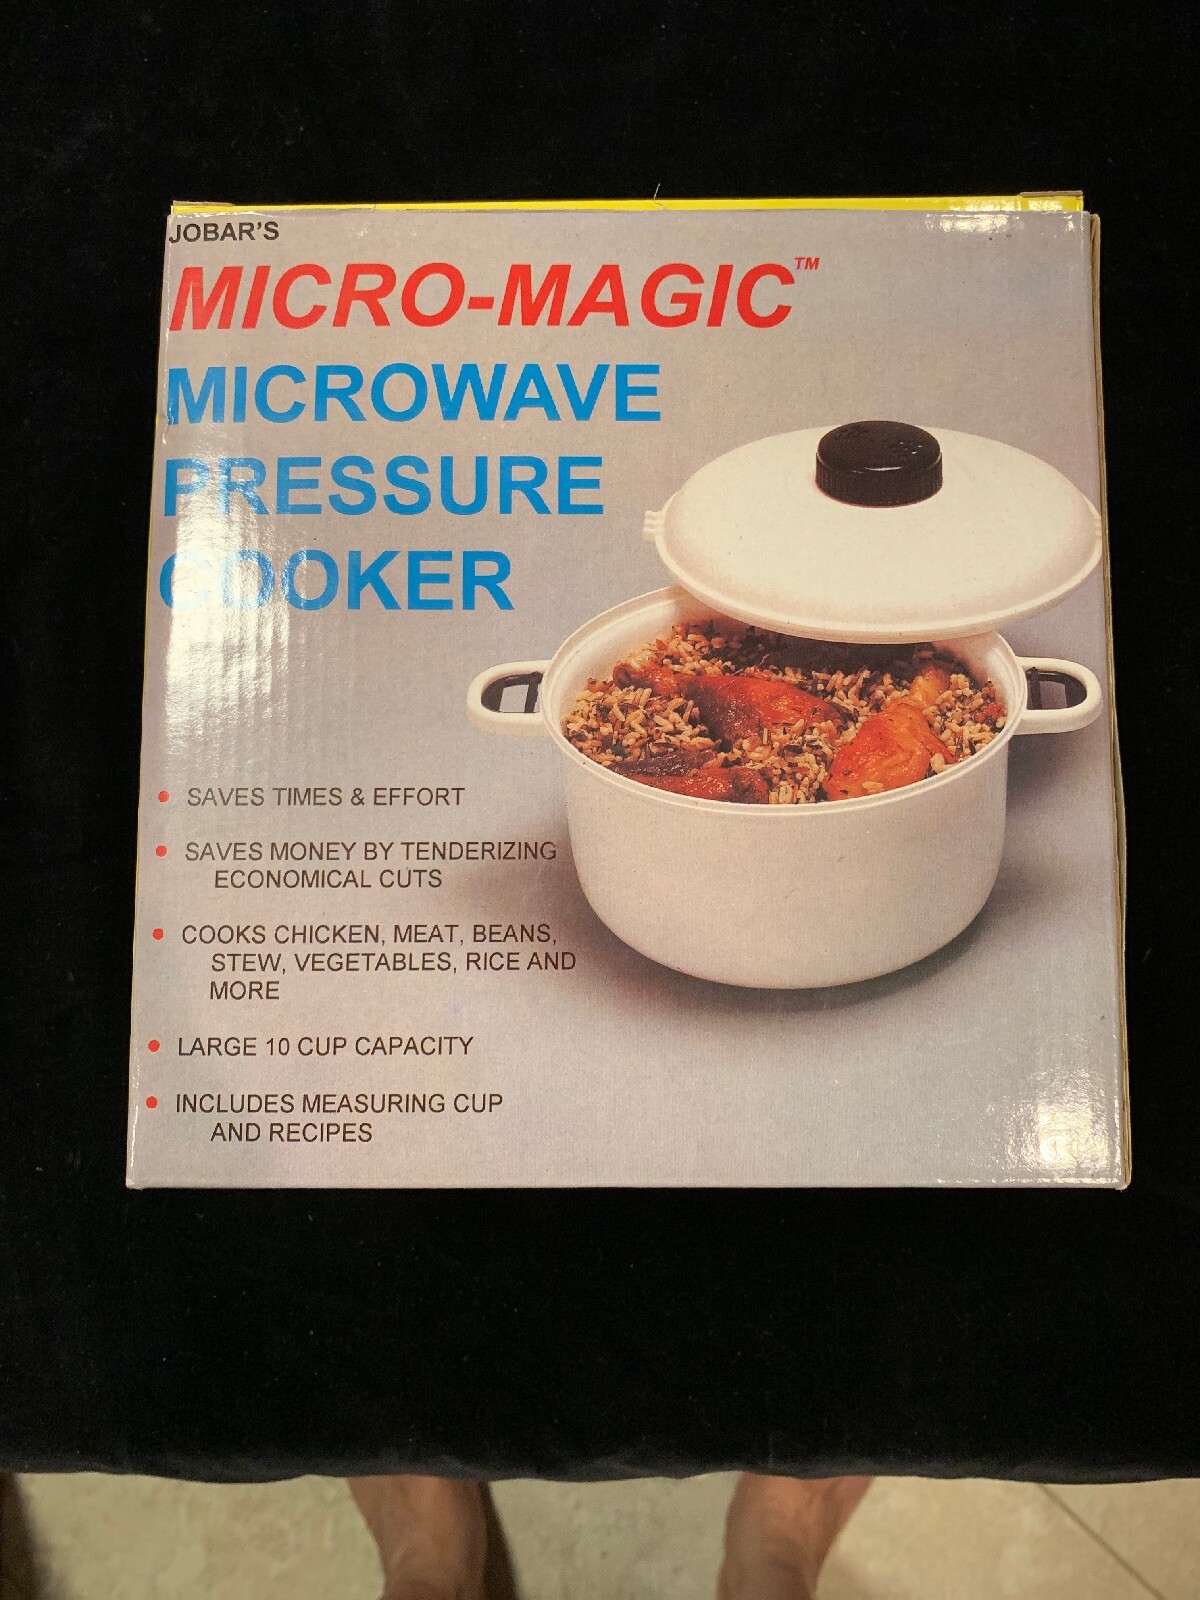 JOBAR'S
MICRO-MAGIC™
MICROWAVE
PRESSURE
COOKER
• SAVES TIMES & EFFORT
• SAVES MONEY BY TENDERIZING
ECONOMICAL CUTS
• COOKS CHICKEN, MEAT, BEANS,
STEW, VEGETABLES, RICE AND
MORE
• LARGE 10 CUP CAPACITY
• INCLUDES MEASURING CUP
AND RECIPES